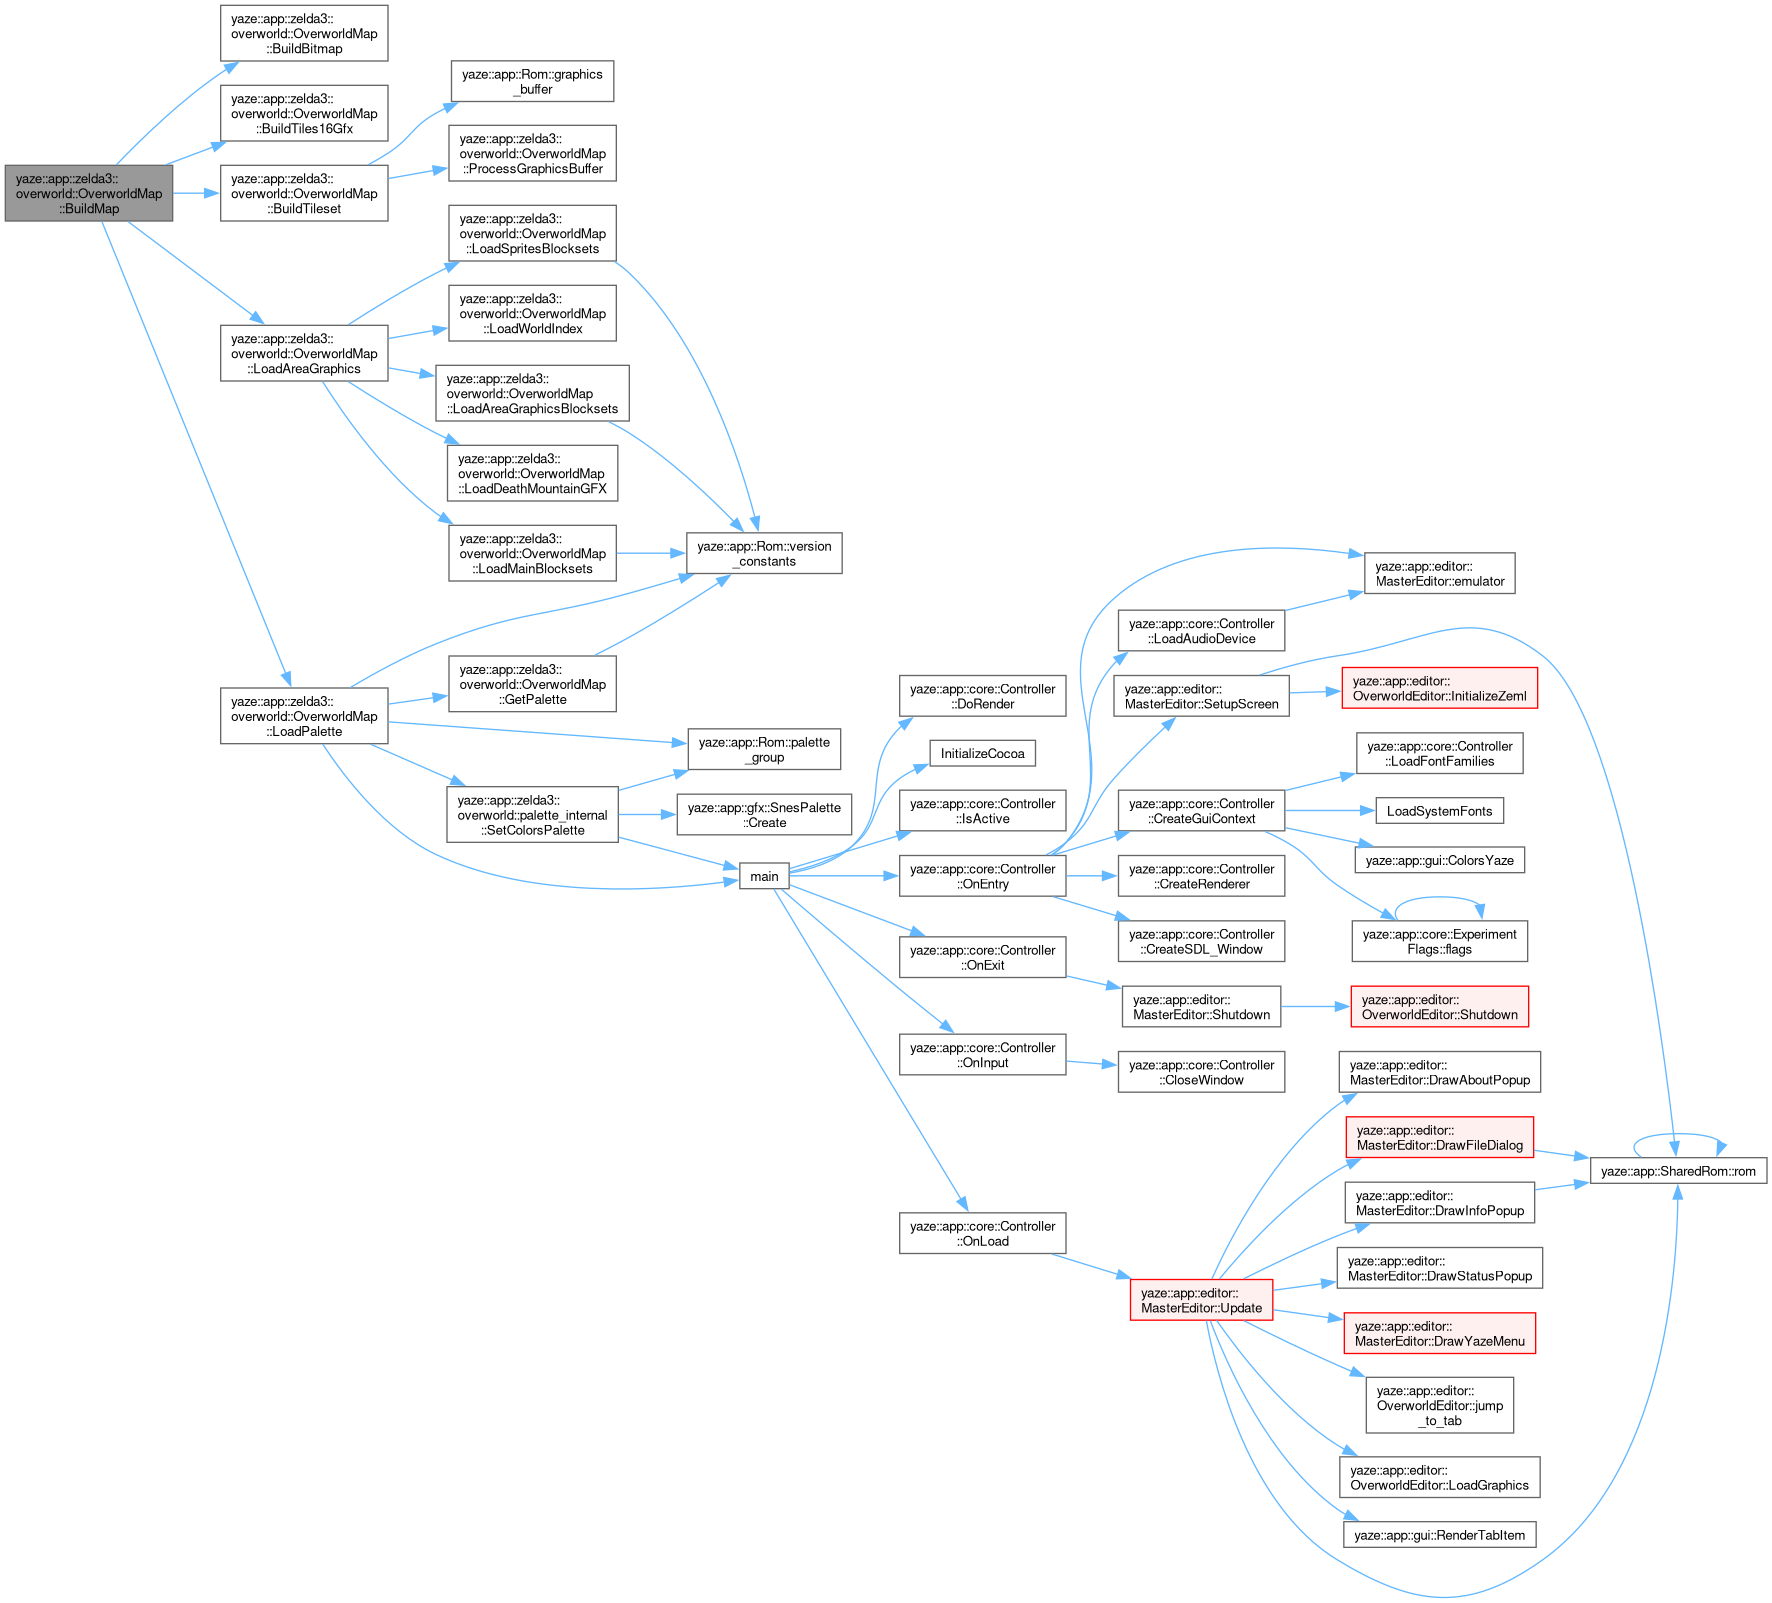 yaze::app::zelda3::
overworld::OverworldMap
::BuildMap
yaze::app::zelda3::
overworld::OverworldMap
::BuildBitmap
yaze::app::zelda3::
overworld::OverworldMap
::BuildTiles16Gfx
yaze::app::zelda3::
overworld::OverworldMap
::BuildTileset
yaze::app::Rom::graphics
_buffer
yaze::app::zelda3::
overworld::OverworldMap
::ProcessGraphicsBuffer
yaze::app::zelda3::
overworld::OverworldMap
::LoadAreaGraphics
yaze::app::zelda3::
overworld::OverworldMap
::LoadSpritesBlocksets
yaze::app::zelda3::
overworld::OverworldMap
::LoadWorldIndex
yaze::app::zelda3::
overworld::OverworldMap
::LoadAreaGraphicsBlocksets
yaze::app::zelda3::
overworld::OverworldMap
::LoadDeathMountainGFX
yaze::app::zelda3::
overworld::OverworldMap
::LoadMainBlocksets
yaze::app::Rom::version
_constants
yaze::app::zelda3::
overworld::OverworldMap
::LoadPalette
yaze::app::zelda3::
overworld::OverworldMap
::GetPalette
yaze::app::Rom::palette
_group
yaze::app::zelda3::
overworld::palette_internal
::SetColorsPalette
yaze::app::gfx::SnesPalette
::Create
main
yaze::app::core::Controller
::DoRender
InitializeCocoa
yaze::app::core::Controller
::IsActive
yaze::app::core::Controller
::OnEntry
yaze::app::core::Controller
::OnExit
yaze::app::core::Controller
::OnInput
yaze::app::core::Controller
::OnLoad
yaze::app::editor::
MasterEditor::emulator
yaze::app::core::Controller
::LoadAudioDevice
yaze::app::editor::
MasterEditor::SetupScreen
yaze::app::editor::
OverworldEditor::InitializeZeml
yaze::app::core::Controller
::CreateGuiContext
yaze::app::core::Controller
::LoadFontFamilies
LoadSystemFonts
yaze::app::gui::ColorsYaze
yaze::app::core::Experiment
Flags::flags
yaze::app::core::Controller
::CreateRenderer
yaze::app::core::Controller
::CreateSDL_Window
yaze::app::editor::
MasterEditor::Shutdown
yaze::app::editor::
OverworldEditor::Shutdown
yaze::app::core::Controller
::CloseWindow
yaze::app::editor::
MasterEditor::Update
yaze::app::editor::
MasterEditor::DrawAboutPopup
yaze::app::editor::
MasterEditor::DrawFileDialog
yaze::app::editor::
MasterEditor::DrawInfoPopup
yaze::app::editor::
MasterEditor::DrawStatusPopup
yaze::app::editor::
MasterEditor::DrawYazeMenu
yaze::app::editor::
OverworldEditor::jump
_to_tab
yaze::app::editor::
OverworldEditor::LoadGraphics
yaze::app::gui::RenderTabItem
yaze::app::SharedRom::rom